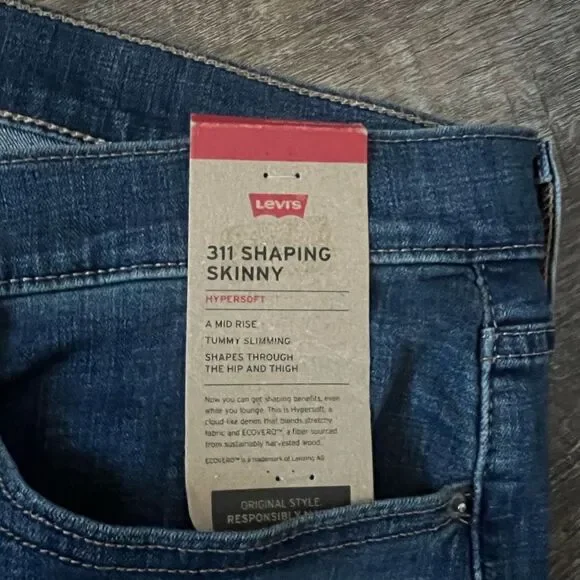 Levi's
311 SHAPING
SKINNY
HYPERSOFT
A MID RISE
TUMMY SLIMMING
SHAPES THROUGH
THE HIP AND THIGH
Now you can get shaping benefits, even
while you lounge. This is Hypersoft, a
cloud-like denim that blends stretchy
fabric and ECOVERO™, a fiber sourced
from sustainably harvested wood.
ECOVERO™ is a trademark of Lenzing AG
ORIGINAL STYLE
RESPONSIBLY